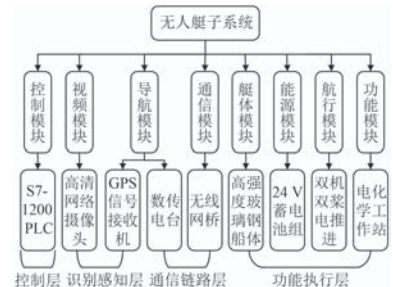 无人艇子系统
控制模块
视频模块
导航模块
通信模块
艇体模块
能源模块
航行模块
功能模块
S7-
1200
PLC
高清
网络
摄像
头
GPS
信号
接收
机
数传
电台
无线
网桥
高强
度玻
璃钢
船体
24 V
蓄电
池组
双机
双桨
电推
进
电化
学工
作站
控制层
识别感知层
通信链路层
功能执行层